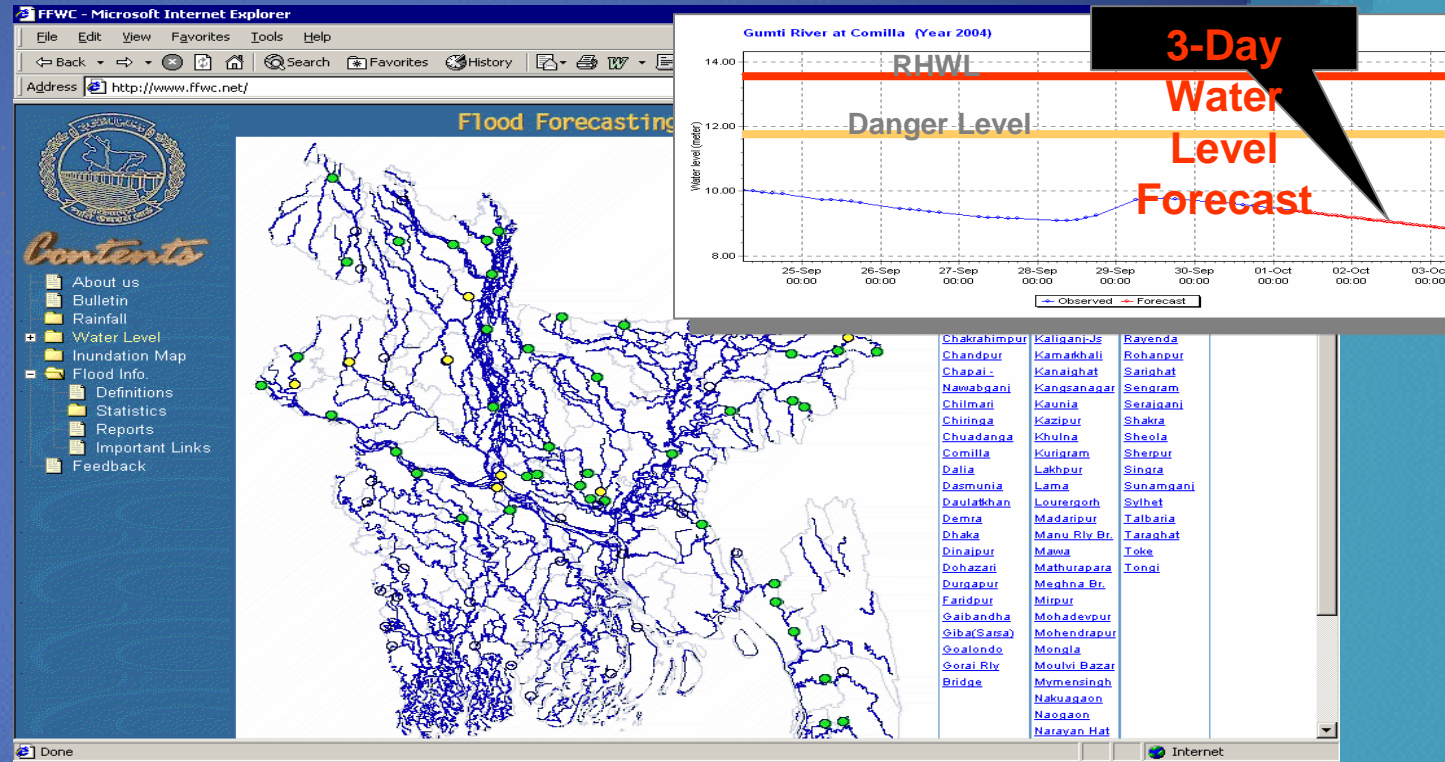 FFWC - Microsoft Internet Explorer
File Edit View Favorites Tools Help
Back Search Favorites History
Address http://www.ffwc.net/
Flood Forecasting
Contents
About us
Bulletin
Rainfall
Water Level
Inundation Map
Flood Info.
Definitions
Statistics
Reports
Important Links
Feedback
Gumti River at Comilla (Year 2004)
3-Day
Water
Level
Forecast
RHWL
Danger Level
Water level (meter)
14.00
12.00
10.00
8.00
25-Sep 26-Sep 27-Sep 28-Sep 29-Sep 30-Sep 01-Oct 02-Oct 03-Oc
00:00 00:00 00:00 00:00 00:00 00:00 00:00 00:00 00:00
Observed Forecast
Chakrahimpur
Chandpur
Chapai -
Nawabganj
Chilmari
Chiringa
Chuadanga
Comilla
Dalia
Dasmunia
Daulatkhan
Demra
Dhaka
Dinajpur
Dohazari
Durgapur
Faridpur
Gaibandha
Giba(Sarsa)
Goalondo
Gorai Rly
Bridge
Kaliganj-Js
Kamarkhali
Kanaighat
Kangsanagar
Kaunia
Kazipur
Khulna
Kurigram
Lakhpur
Lama
Lourergorh
Madaripur
Manu Rly Br.
Mawa
Mathurapara
Meghna Br.
Mirpur
Mohadevpur
Mohendrapur
Mongla
Moulvi Bazar
Mymensingh
Nakuagaon
Naogaon
Narayan Hat
Rayenda
Rohanpur
Sarighat
Sengram
Serajganj
Shakra
Sheola
Sherpur
Singra
Sunamganj
Sylhet
Talbaria
Taraghat
Toke
Tongi
Done
Internet